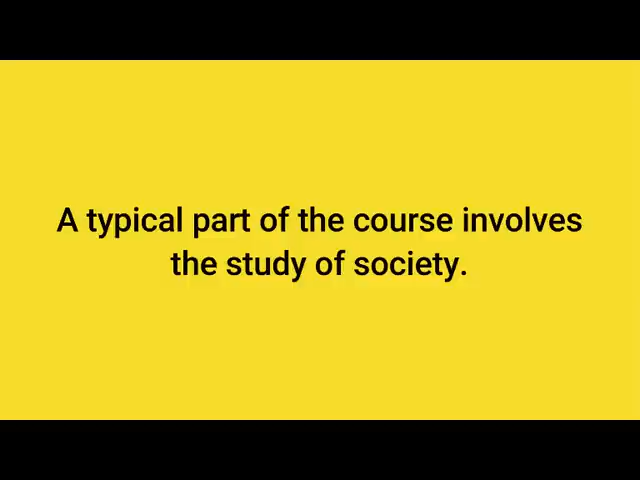 A typical part of the course involves
the study of society.